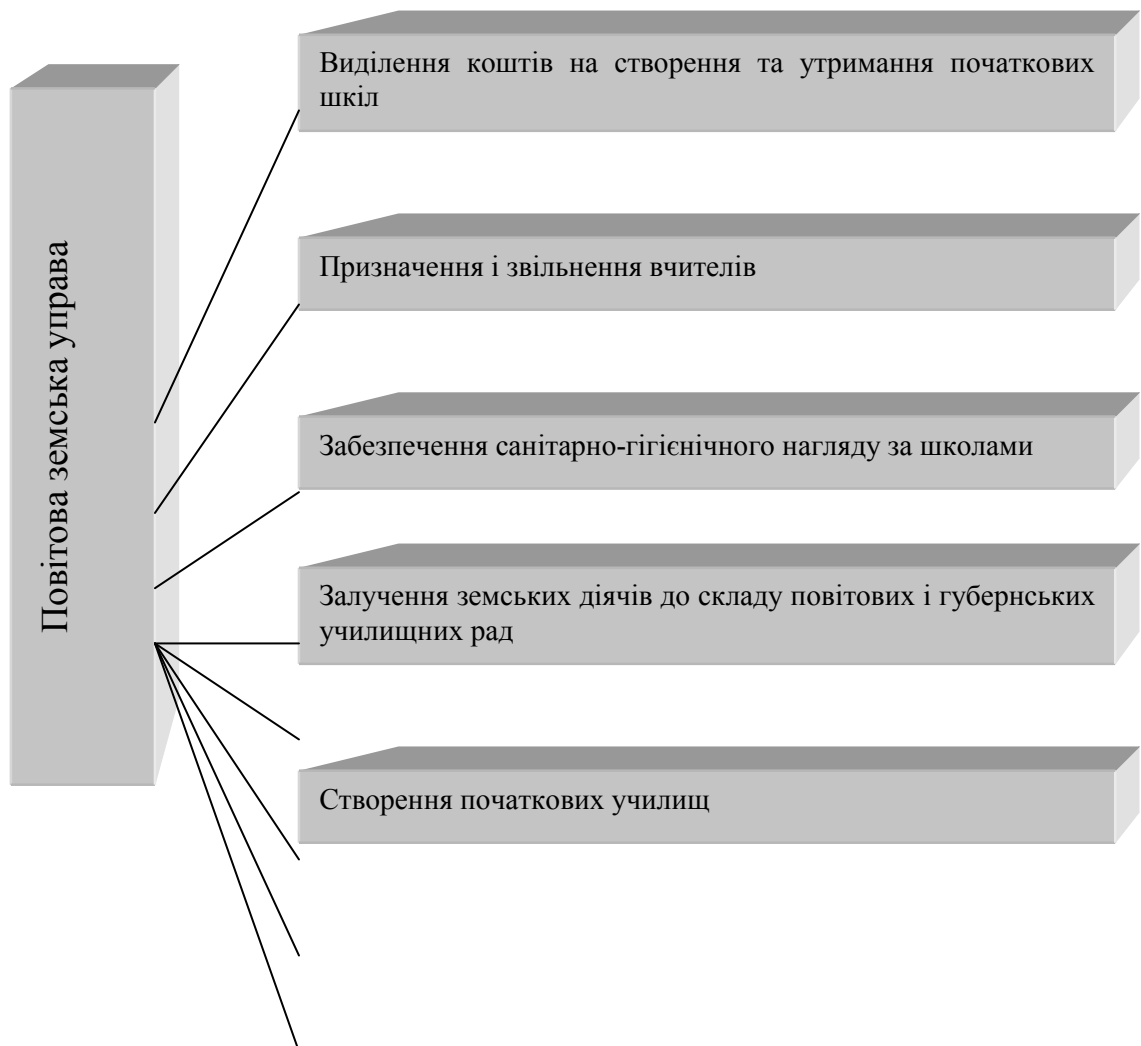 Повітова земська управа
Виділення коштів на створення та утримання початкових
шкіл
Призначення і звільнення вчителів
Забезпечення санітарно-гігієнічного нагляду за школами
Залучення земських діячів до складу повітових і губернських
училищних рад
Створення початкових училищ